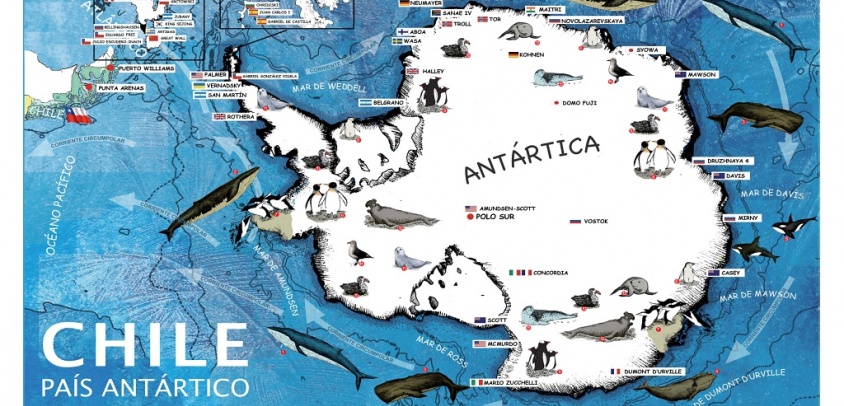 NEUMAYER
SANAE IV
TROLL
TOR
MAITRI
NOVOLAZAREVSKAYA
ABOA
WASA
KOHNEN
SYOWA
JUBANY
KING SEJONG
ARTIGAS
GREAT WALL
BELLINGSHAUSEN
EDUARDO FREI
JULIO ESCUDERO
JUAN CARLOS I
GABRIEL DE CASTILLA
PUERTO WILLIAMS
PUNTA ARENAS
CHILE
PALMER
GABRIEL GONZÁLEZ VIDELA
VERNADSKY
SAN MARTÍN
ROTHERA
CORRIENTE
MAR DE WEDDELL
BELGRANO
HALLEY
MAWSON
DOMO FUJI
ANTÁRTICA
CORRIENTE CIRCUMPOLAR
DRUZHNAYA 4
DAVIS
MAR DE DAVIS
OCÉANO PACÍFICO
AMUNDSEN-SCOTT
POLO SUR
VOSTOK
MIRNY
CONCORDIA
CASEY
MAR DE AMUNDSEN
MAR DE MAWSON
SCOTT
MCMURDO
MAR DE ROSS
CORRIENTE CIRCUMPOLAR
MARIO ZUCCHELLI
DUMONT D'URVILLE
DUMONT D'URVILLE
CHILE
PAÍS ANTÁRTICO